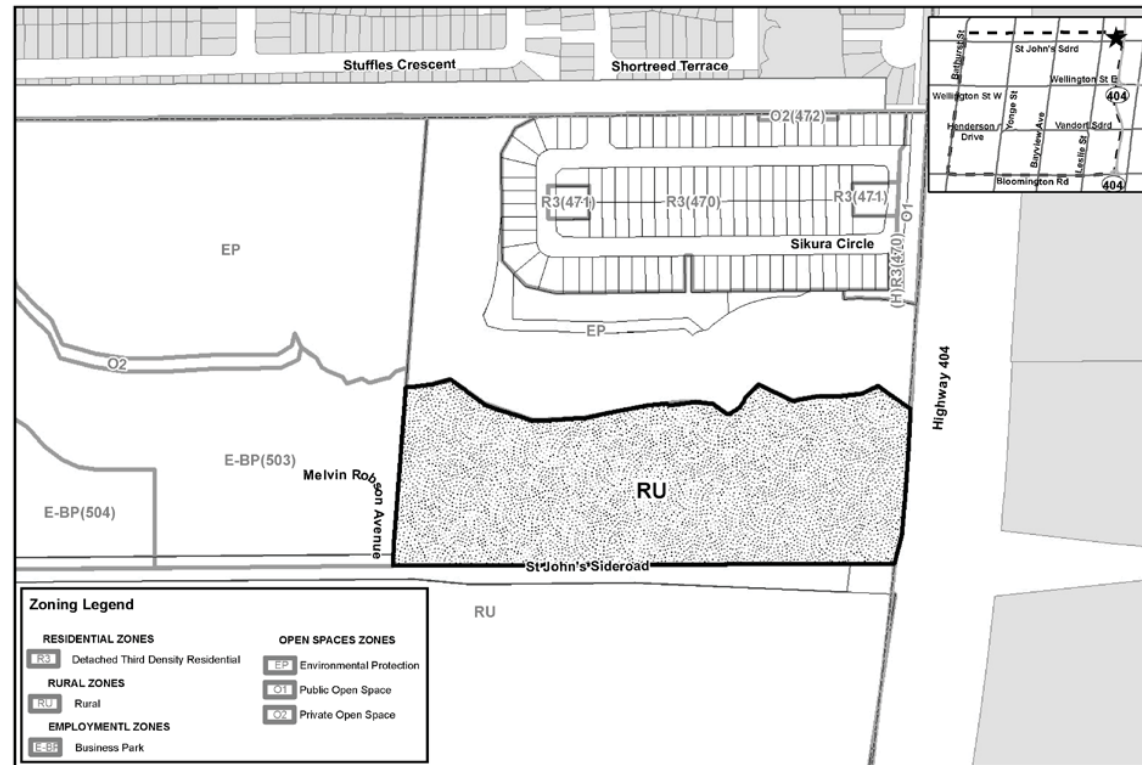 Stuffles Crescent
Shortreed Terrace
Bathurst St
St John's Sdrd
Wellington St E
Wellington St W
404
Yonge St
Henderson Drive
Vandorf Sdrd
Bayview Ave
Leslie St
Bloomington Rd
404
O2(472)
R3(471)
R3(470)
R3(471)
O1
Sikura Circle
(H)R3(470)
EP
EP
O2
Highway 404
E-BP(503)
Melvin Robson Avenue
RU
E-BP(504)
St John's Sideroad
RU
Zoning Legend
RESIDENTIAL ZONES
R3 Detached Third Density Residential
RURAL ZONES
RU Rural
EMPLOYMENTL ZONES
E-BP Business Park
OPEN SPACES ZONES
EP Environmental Protection
O1 Public Open Space
O2 Private Open Space